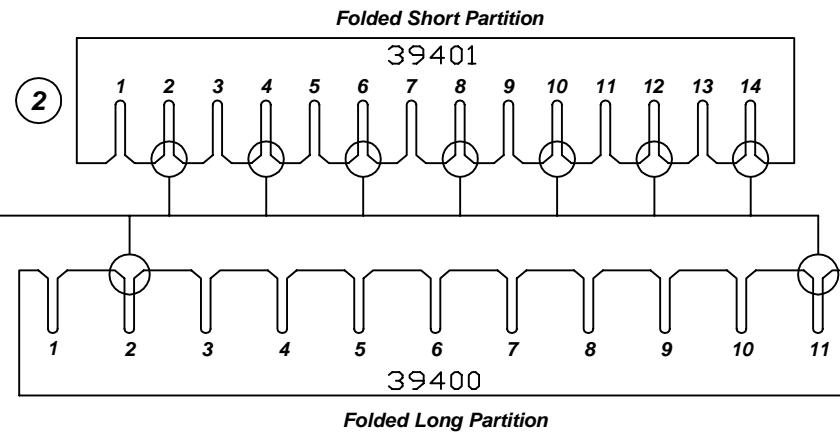 Folded Short Partition
39401
2
1 2 3 4 5 6 7 8 9 10 11 12 13 14
1 2 3 4 5 6 7 8 9 10 11
39400
Folded Long Partition